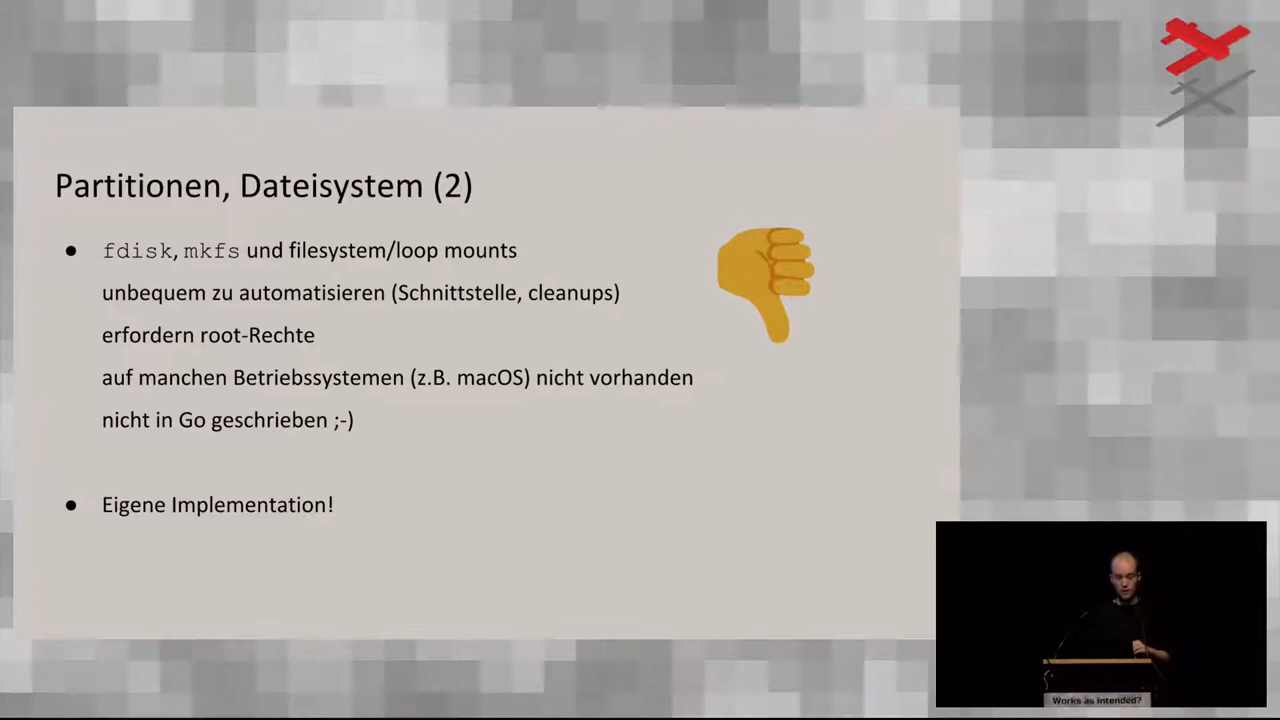 Partitionen, Dateisystem (2)
● fdisk, mkfs und filesystem/loop mounts
unbequem zu automatisieren (Schnittstelle, cleanups)
erfordern root-Rechte
auf manchen Betriebssystemen (z.B. macOS) nicht vorhanden
nicht in Go geschrieben ;-)
● Eigene Implementation!
Works as intended?